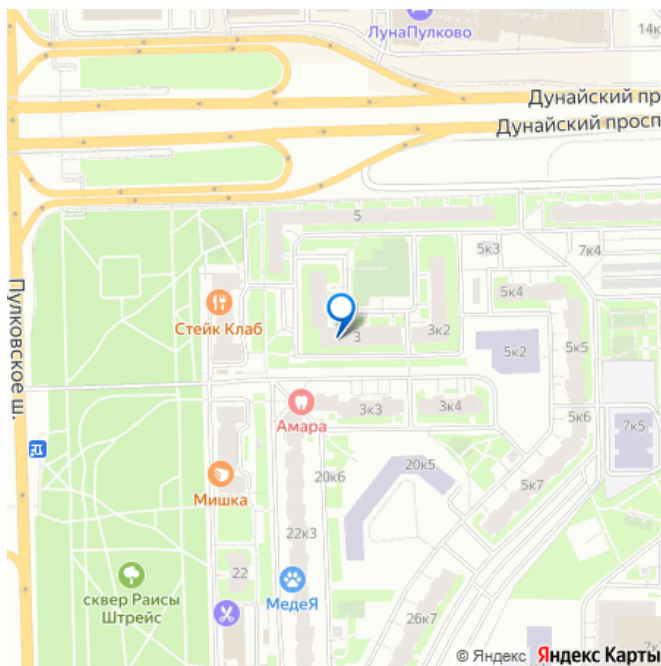 ЛунаПулково
14к
Дунайский пр
Дунайский просп
5
5к3
7к4
Пулковское ш.
Стейк Клаб
5к4
3
3к2
5к2
5к5
Амара
3к3
3к4
5к6
7к5
20к6
20к5
Мишка
5к7
22к3
22
сквер Раисы
Штрейс
МедеЯ
26к7
7к
© Яндекс Яндекс Карты